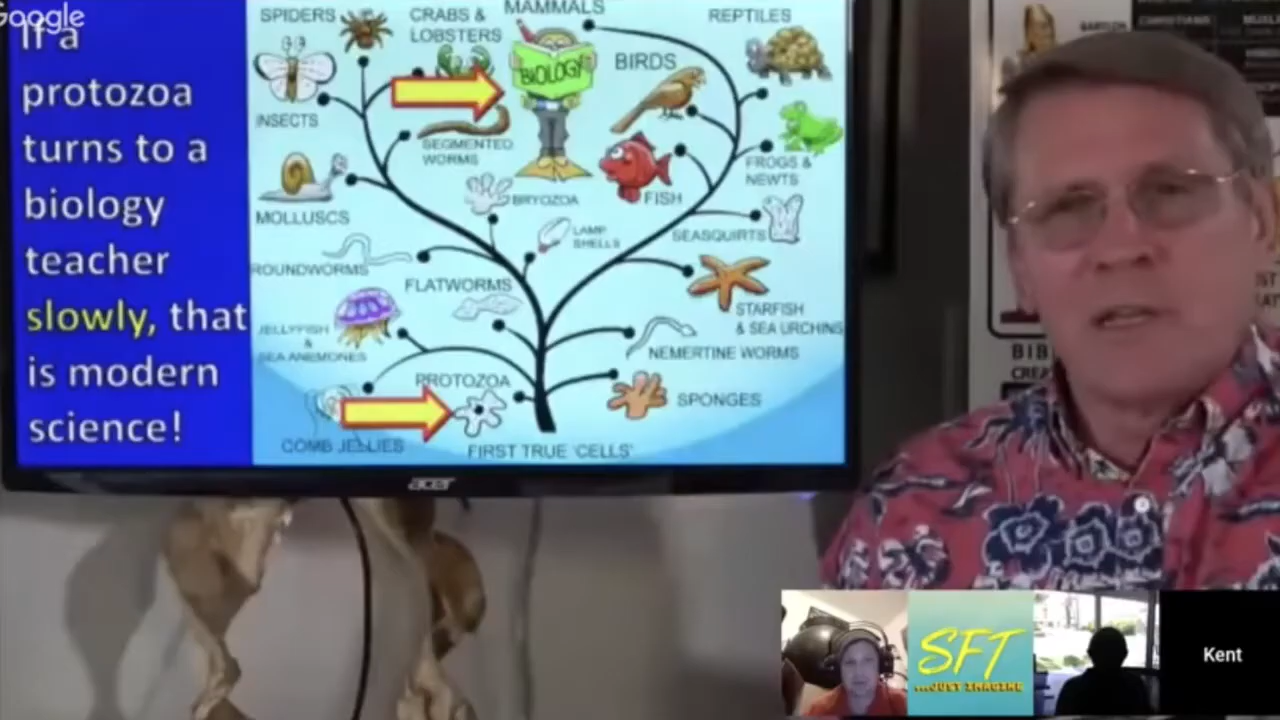 Google
If a
protozoa
turns to a
biology
teacher
slowly, that
is modern
science!
SPIDERS
CRABS &
LOBSTERS
MAMMALS
REPTILES
BIOLOGY
BIRDS
INSECTS
SEGMENTED
WORMS
FROGS &
NEWTS
MOLLUSCS
BRYOZOA
FISH
LAMP
SHELLS
SEASQUIRTS
ROUNDWORMS
FLATWORMS
STARFISH
& SEA URCHINS
JELLYFISH
&
SEA ANEMONES
NEMERTINE WORMS
PROTOZOA
SPONGES
COMB JELLIES
FIRST TRUE 'CELLS'
acer
SFT
...JUST IMAGINE
Kent